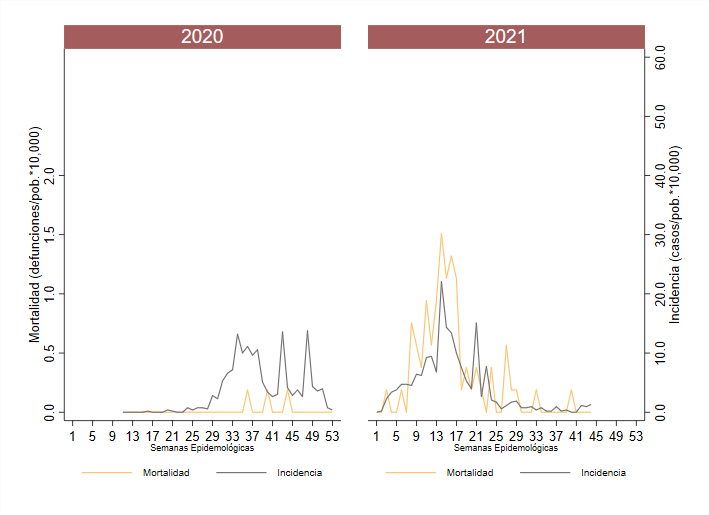 2020
2021
Mortalidad (defunciones/pob.*10,000)
0.0 0.5 1.0 1.5 2.0
Incidencia (casos/pob.*10,000)
0.0 10.0 20.0 30.0 40.0 50.0 60.0
1 5 9 13 17 21 25 29 33 37 41 45 49 53
1 5 9 13 17 21 25 29 33 37 41 45 49 53
Semanas Epidemológicas
Semanas Epidemológicas
Mortalidad Incidencia
Mortalidad Incidencia